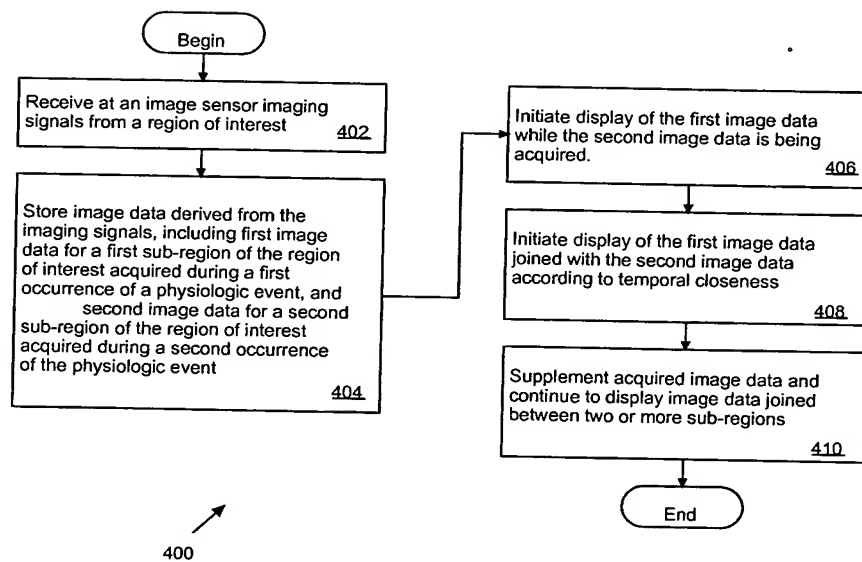 Begin
Receive at an image sensor imaging
signals from a region of interest
402
Store image data derived from the
imaging signals, including first image
data for a first sub-region of the region
of interest acquired during a first
occurrence of a physiologic event, and
second image data for a second
sub-region of the region of interest
acquired during a second occurrence
of the physiologic event
404
Initiate display of the first image data
while the second image data is being
acquired.
406
Initiate display of the first image data
joined with the second image data
according to temporal closeness
408
Supplement acquired image data and
continue to display image data joined
between two or more sub-regions
410
End
400